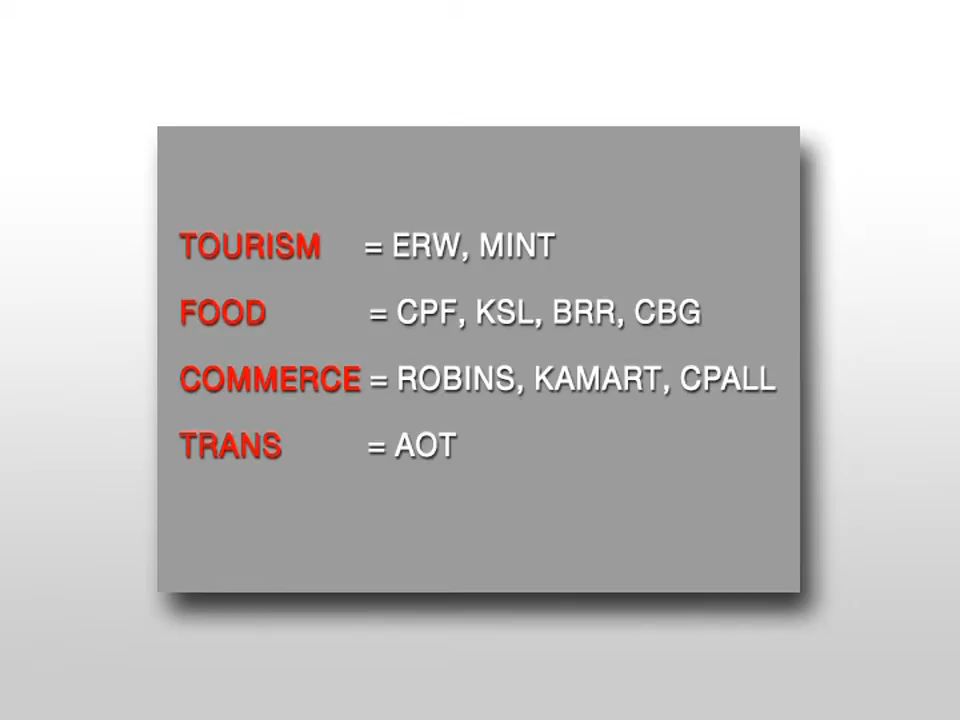 TOURISM = ERW, MINT
FOOD = CPF, KSL, BRR, CBG
COMMERCE = ROBINS, KAMART, CPALL
TRANS = AOT